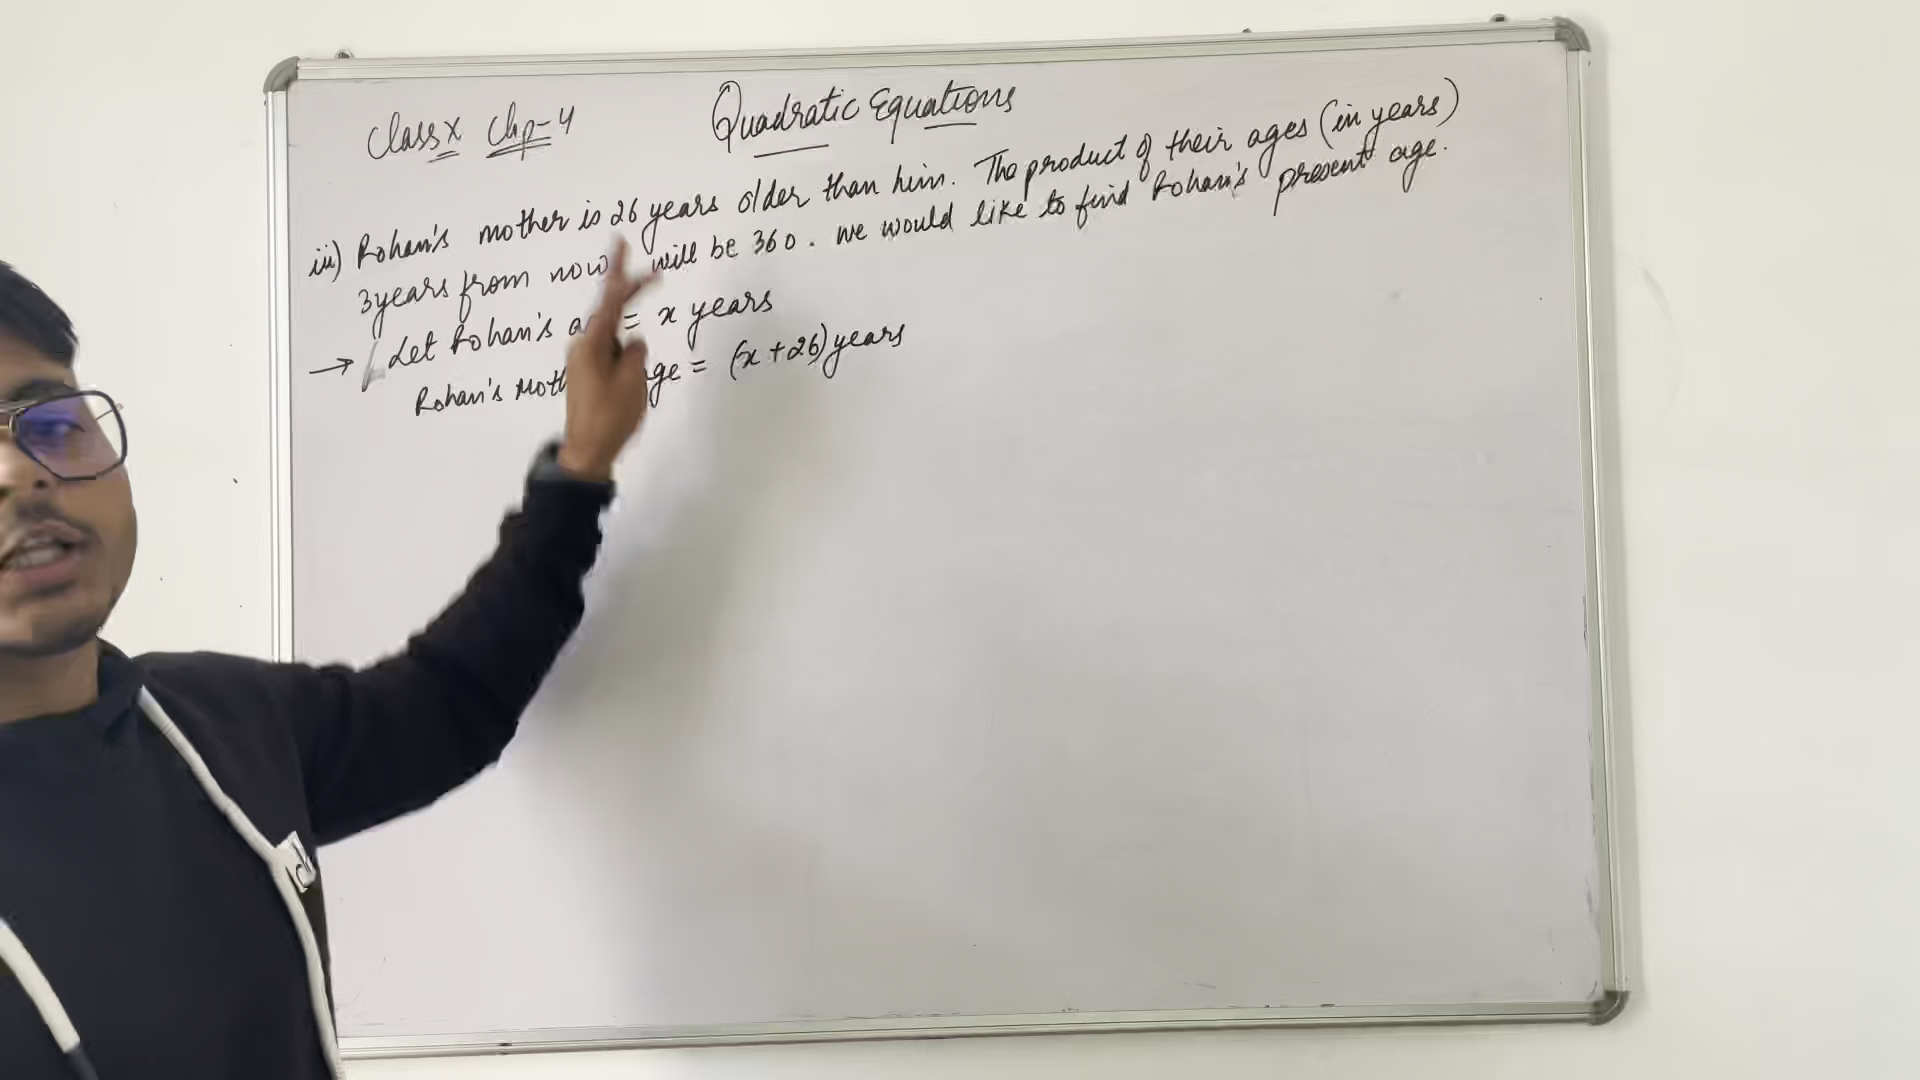 Class X Chp-4
Quadratic Equations
iii) Rohan's mother is 26 years older than him. The product of their ages (in years)
3 years from now will be 360. we would like to find Rohan's present age.
→ Let Rohan's = x years
Rohan's = (x + 26) years